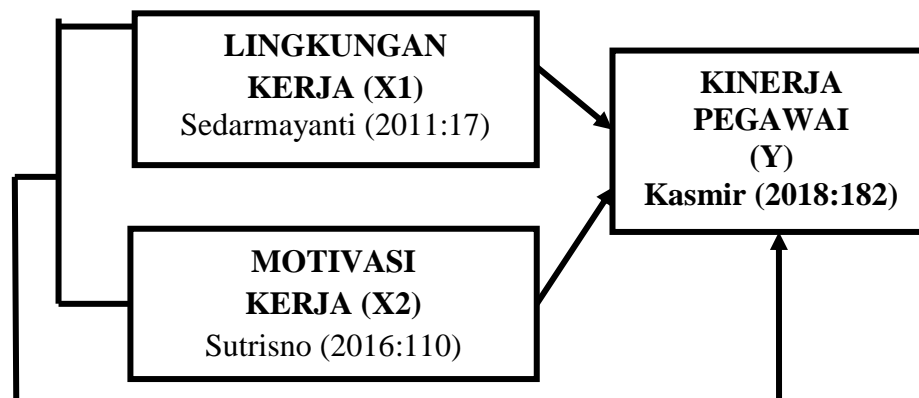 LINGKUNGAN
KERJA (X1)
Sedarmayanti (2011:17)
KINERJA
PEGAWAI
(Y)
Kasmir (2018:182)
MOTIVASI
KERJA (X2)
Sutrisno (2016:110)